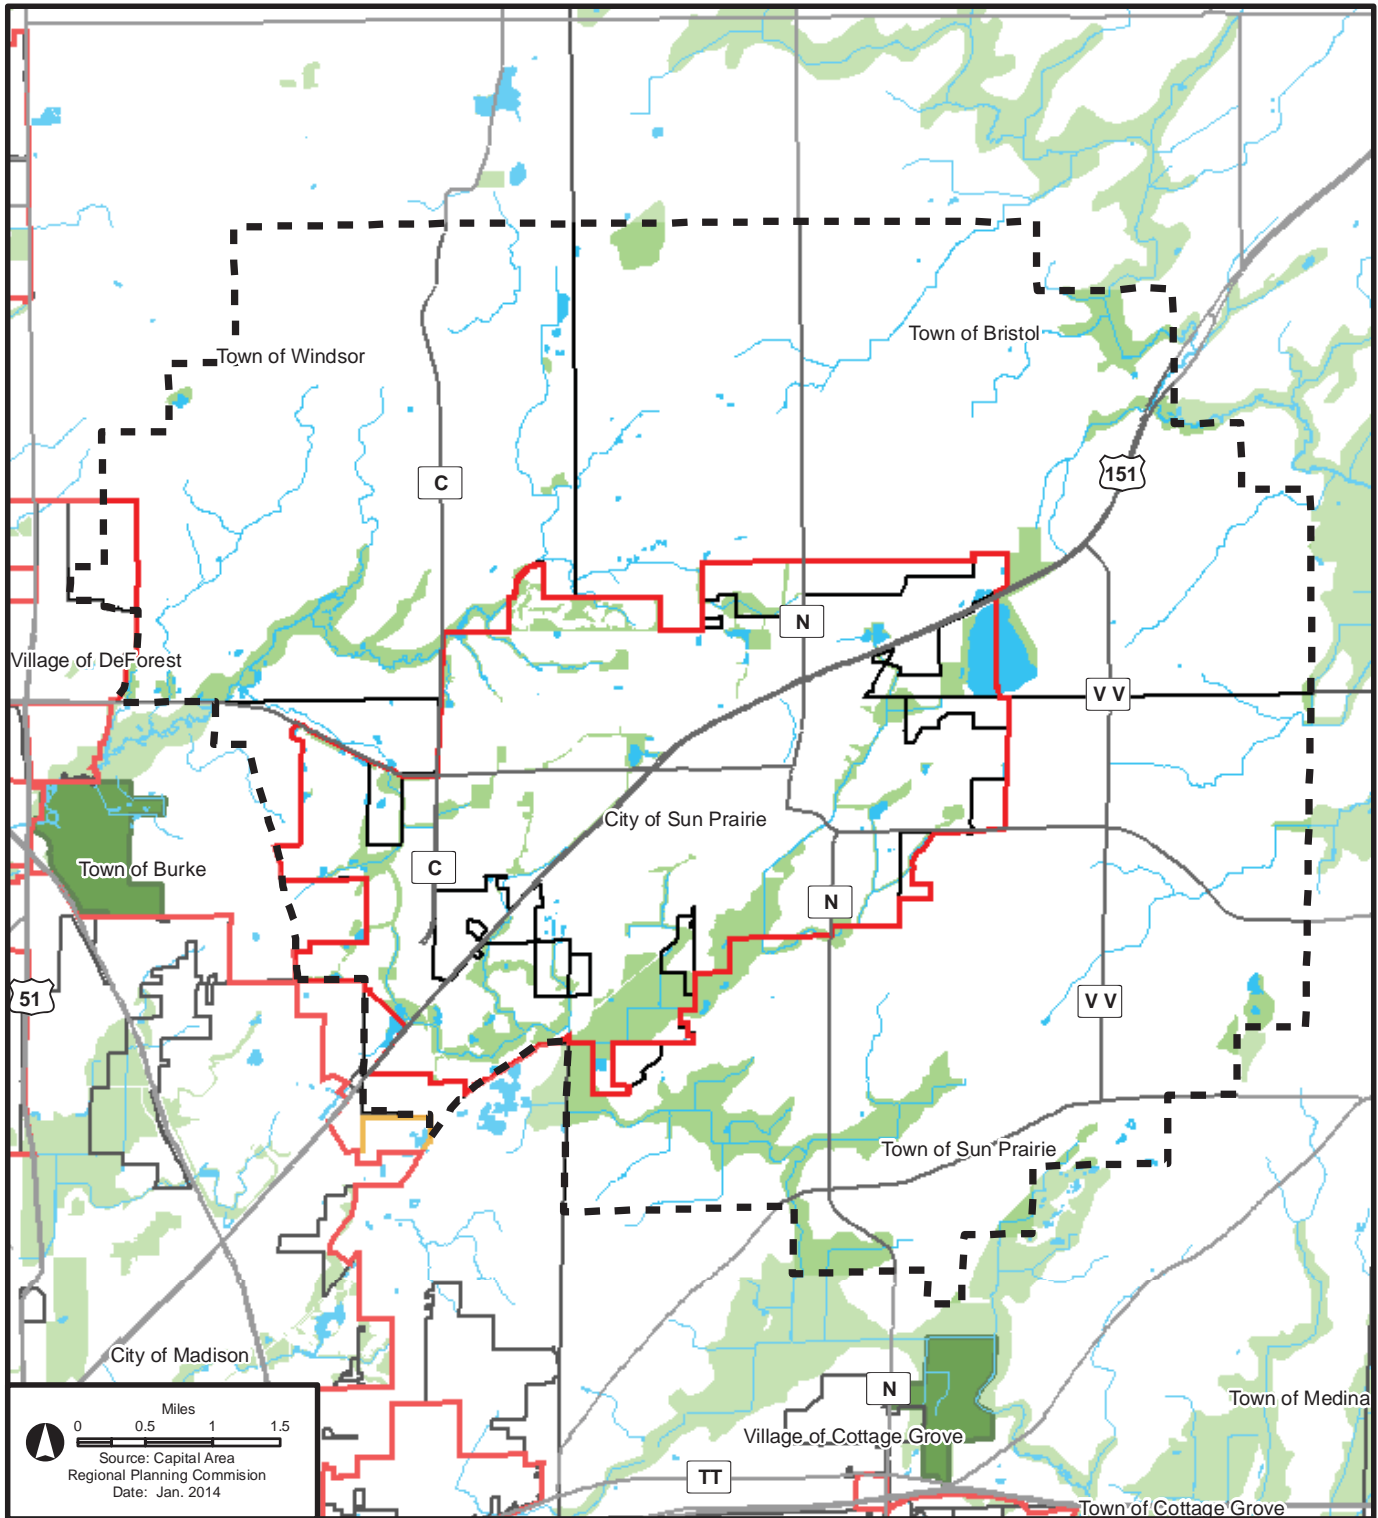 Town of Bristol
Town of Windsor
151
C
N
Village of DeForest
V V
City of Sun Prairie
C
Town of Burke
N
51
V V
Town of Sun Prairie
City of Madison
N
Town of Medina
Village of Cottage Grove
TT
Town of Cottage Grove
Miles
0 0.5 1 1.5
Source: Capital Area
Regional Planning Commision
Date: Jan. 2014